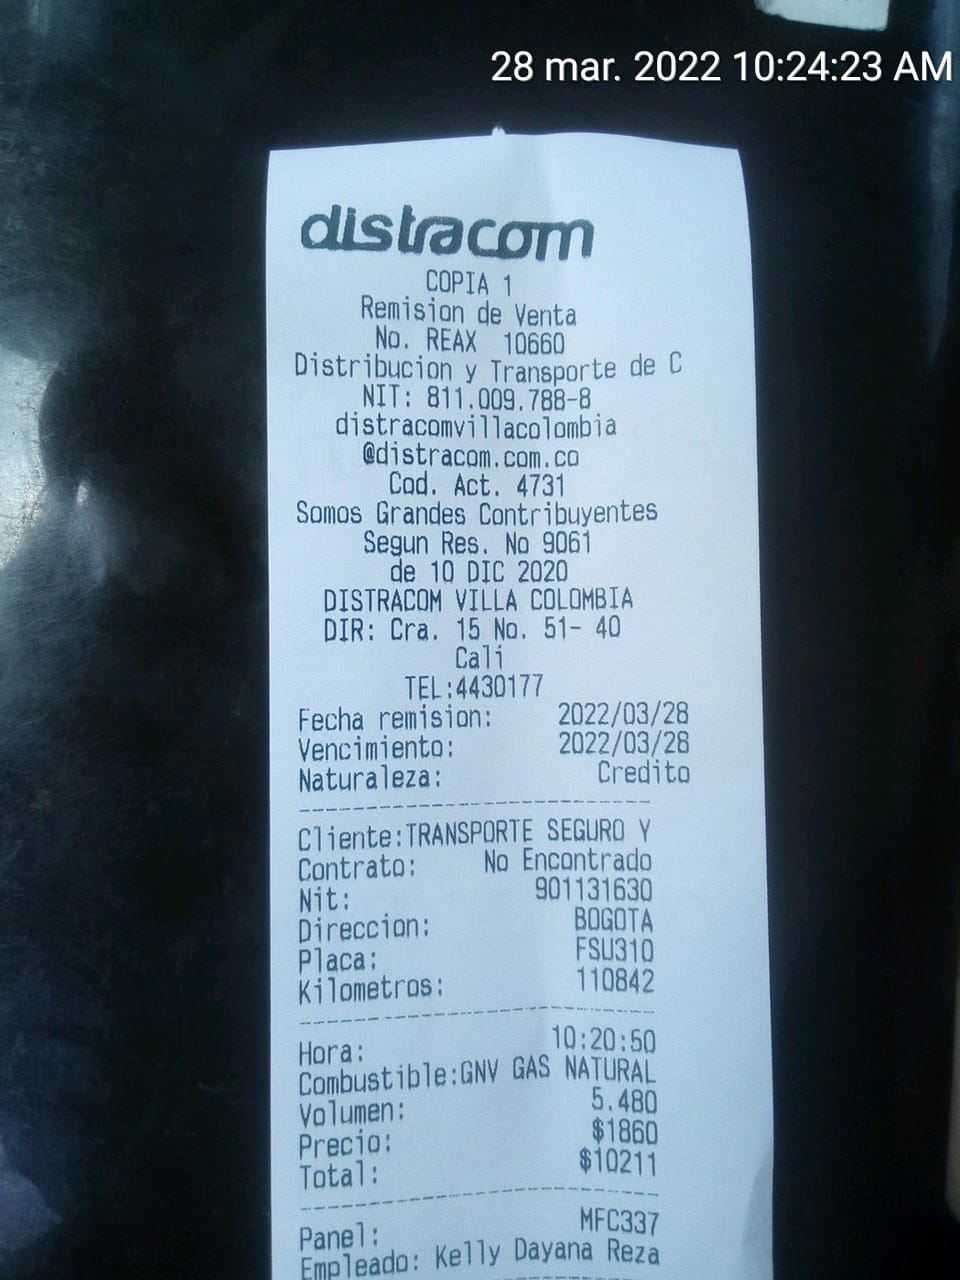 28 mar. 2022 10:24:23 AM
distracom
COPIA 1
Remision de Venta
No. REAX 10660
Distribucion y Transporte de C
NIT: 811.009.788-8
distracomvillacolombia
@distracom.com.co
Cod. Act. 4731
Somos Grandes Contribuyentes
Segun Res. No 9061
de 10 DIC 2020
DISTRACOM VILLA COLOMBIA
DIR: Cra. 15 No. 51- 40
Cali
TEL:4430177
Fecha remision: 2022/03/28
Vencimiento: 2022/03/28
Naturaleza: Credito
Cliente:TRANSPORTE SEGURO Y
Contrato: No Encontrado
Nit: 901131630
Direccion: BOGOTA
Placa: FSU310
Kilometros: 110842
Hora: 10:20:50
Combustible:GNV GAS NATURAL
Volumen: 5.480
Precio: $1860
Total: $10211
Panel: MFC337
Empleado: Kelly Dayana Reza